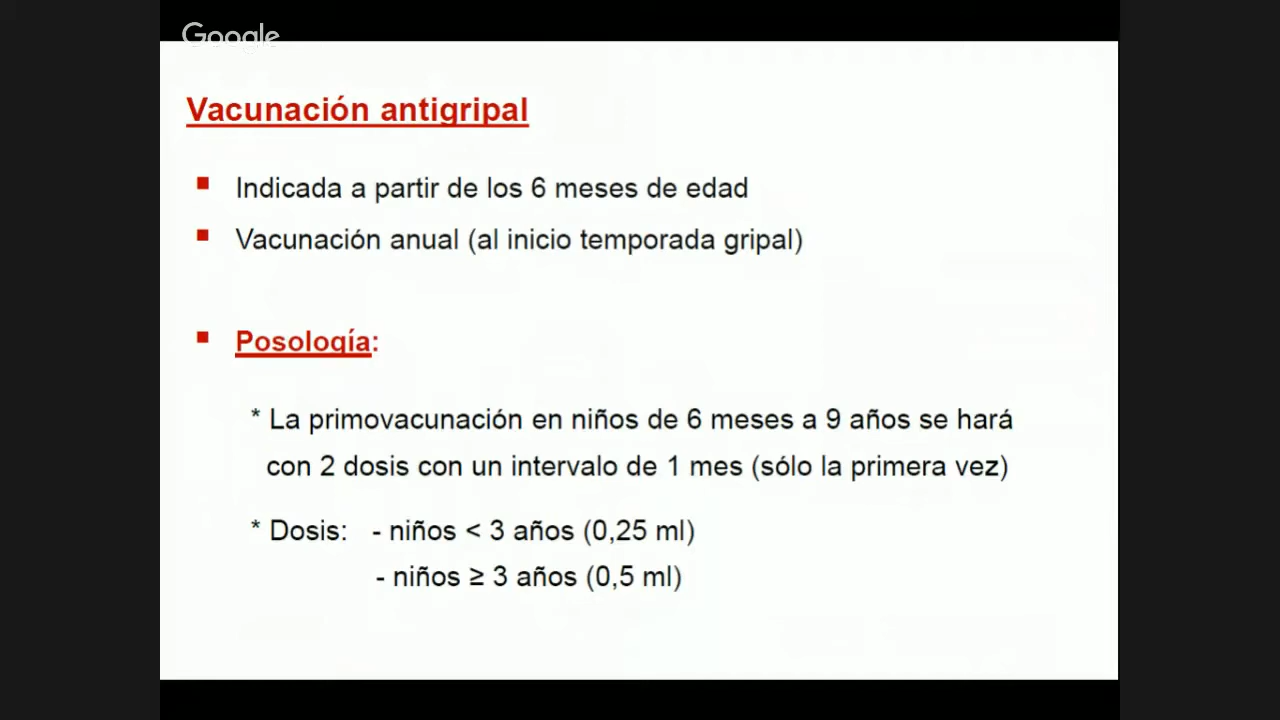 Google
Vacunación antigripal
Indicada a partir de los 6 meses de edad
Vacunación anual (al inicio temporada gripal)
Posología:
* La primovacunación en niños de 6 meses a 9 años se hará
con 2 dosis con un intervalo de 1 mes (sólo la primera vez)
* Dosis: - niños < 3 años (0,25 ml)
- niños ≥ 3 años (0,5 ml)